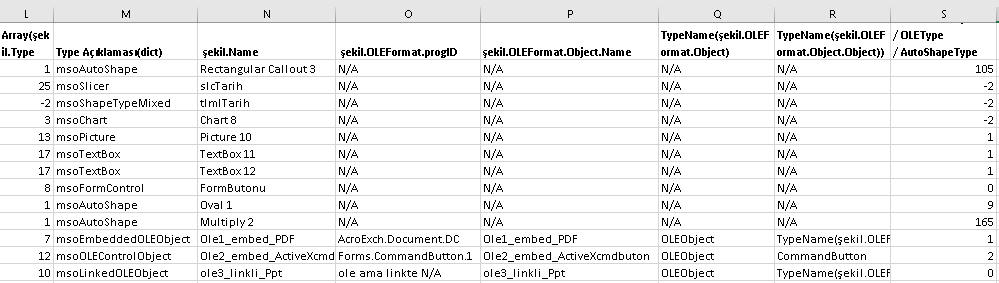 L M N O P Q R S
Array(şek TypeName(şekil.OLEF TypeName(şekil.OLEF / OLEType
il.Type Type Açıklaması(dict) şekil.Name şekil.OLEFormat.progID şekil.OLEFormat.Object.Name ormat.Object) ormat.Object.Object)) / AutoShapeType
1 msoAutoShape Rectangular Callout 3 N/A N/A N/A N/A 105
25 msoSlicer slcTarih N/A N/A N/A N/A -2
-2 msoShapeTypeMixed tlmlTarih N/A N/A N/A N/A -2
3 msoChart Chart 8 N/A N/A N/A N/A -2
13 msoPicture Picture 10 N/A N/A N/A N/A 1
17 msoTextBox TextBox 11 N/A N/A N/A N/A 1
17 msoTextBox TextBox 12 N/A N/A N/A N/A 1
8 msoFormControl FormButonu N/A N/A N/A N/A 0
1 msoAutoShape Oval 1 N/A N/A N/A N/A 9
1 msoAutoShape Multiply 2 N/A N/A N/A N/A 165
7 msoEmbeddedOLEObject Ole1_embed_PDF AcroExch.Document.DC Ole1_embed_PDF OLEObject TypeName(şekil.OLEF 1
12 msoOLEControlObject Ole2_embed_ActiveXcmd Forms.CommandButton.1 Ole2_embed_ActiveXcmdbuton OLEObject CommandButton 2
10 msoLinkedOLEObject ole3_linkli_Ppt ole ama linkte N/A ole3_linkli_Ppt OLEObject TypeName(şekil.OLEF 0